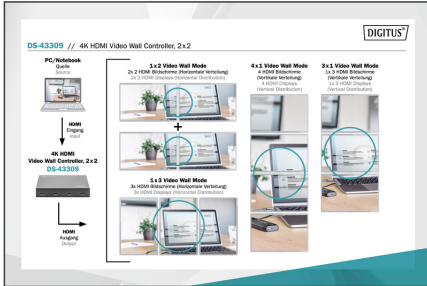 DIGITUS®
DS-43309 // 4K HDMI Video Wall Controller, 2x2
PC/Notebook
Quelle
Source
HDMI
Eingang
Input
4K HDMI
Video Wall Controller, 2x2
DS-43309
HDMI
Ausgang
Output
1x2 Video Wall Mode
2x 2 HDMI Bildschirme (Horizontale Verteilung)
2x 2 HDMI Displays (Horizontal Distribution)
+
1x3 Video Wall Mode
3x HDMI Bildschirme (Horizontale Verteilung)
3x HDMI Displays (Horizontal Distribution)
4x1 Video Wall Mode
4 HDMI Bildschirme
(Vertikale Verteilung)
4 HDMI Displays
(Vertical Distribution)
3x1 Video Wall Mode
1x 3 HDMI Bildschirme
(Vertikale Verteilung)
1x 3 HDMI Displays
(Vertical Distribution)